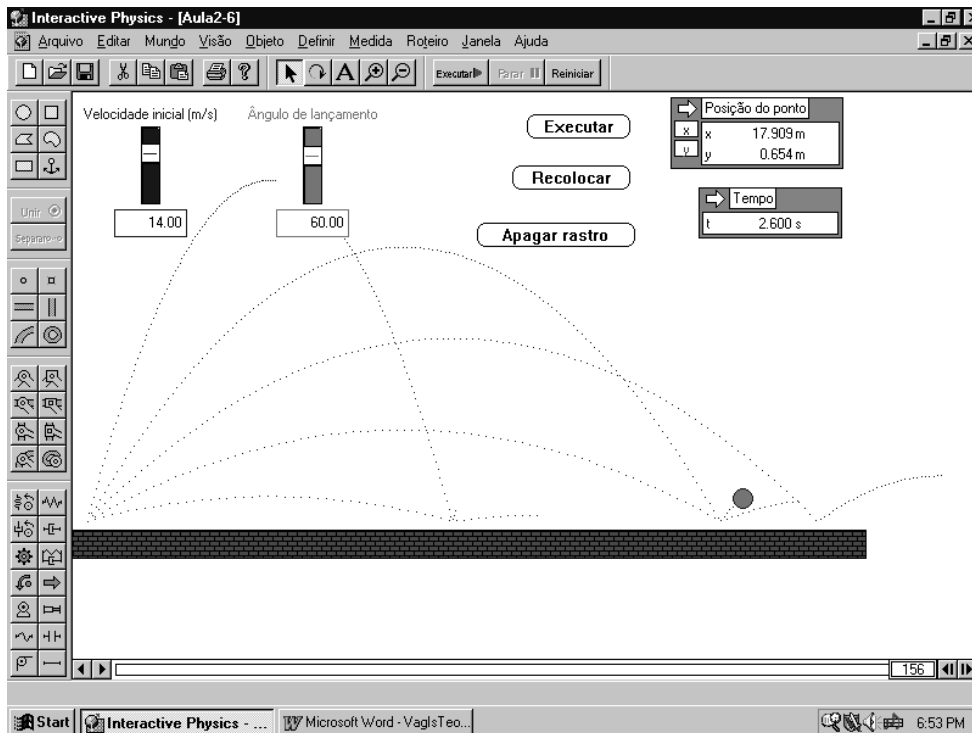 Interactive Physics - [Aula2-6]
Arquivo Editar Mundo Visão Objeto Definir Medida Roteiro Janela Ajuda
A Executar Parar Reiniciar
Velocidade inicial (m/s)
14.00
Ângulo de lançamento
60.00
Executar
Recolocar
Apagar rastro
Posição do ponto
x x 17.909 m
y y 0.654 m
Tempo
t 2.600 s
Unir
Separar
156
Start Interactive Physics - ... Microsoft Word - VagIsTeo... 6:53 PM